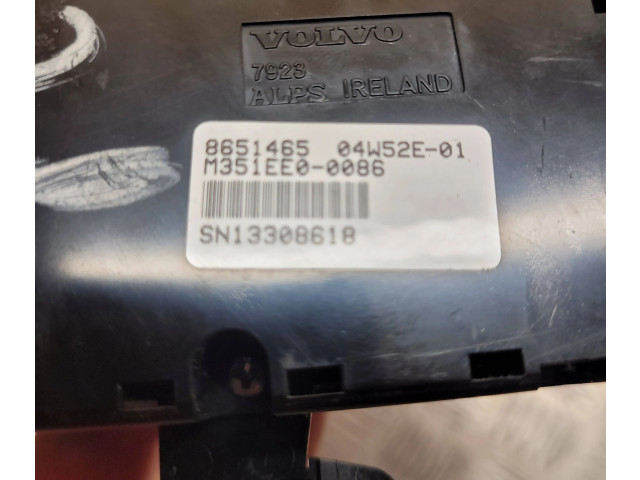 VOLVO
7923
ALPS IRELAND
8651465 04W52E-01
M351EE0-0086
SN13308618